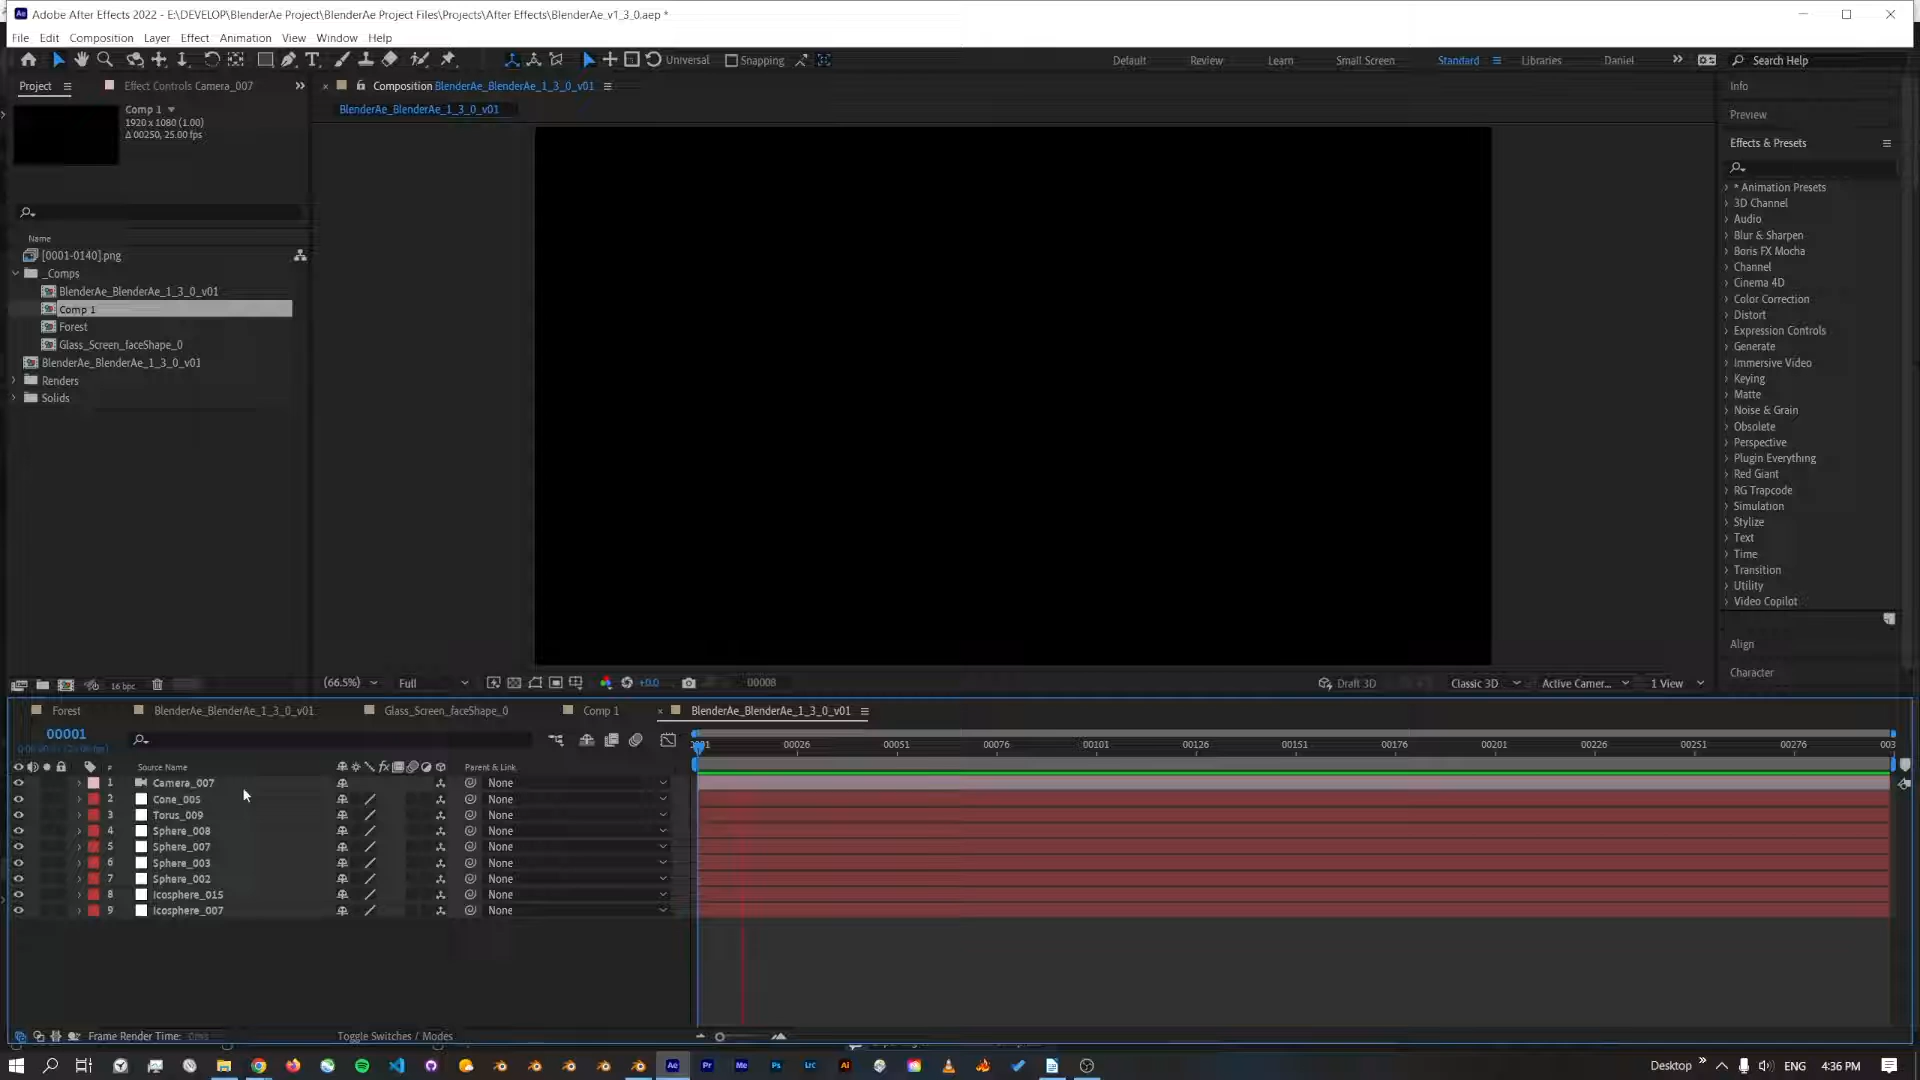 Adobe After Effects 2022 - E:\DEVELOP\BlenderAe Project\BlenderAe Project Files\Projects\After Effects\BlenderAe_v1_3_0.aep *
File Edit Composition Layer Effect Animation View Window Help
Universal Snapping Default Review Learn Small Screen Standard Libraries Daniel Search Help
Project Effect Controls Camera_007 Composition BlenderAe_BlenderAe_1_3_0_v01 Info
Comp 1
1920 x 1080 (1.00)
Δ 00250, 25.00 fps
BlenderAe_BlenderAe_1_3_0_v01
Preview
Effects & Presets
* Animation Presets
3D Channel
Audio
Blur & Sharpen
Boris FX Mocha
Channel
Cinema 4D
Color Correction
Distort
Expression Controls
Generate
Immersive Video
Keying
Matte
Noise & Grain
Obsolete
Perspective
Plugin Everything
Red Giant
RG Trapcode
Simulation
Stylize
Text
Time
Transition
Utility
Video Copilot
Align
Character
Name
[0001-0140].png
_Comps
BlenderAe_BlenderAe_1_3_0_v01
Comp 1
Forest
Glass_Screen_faceShape_0
BlenderAe_BlenderAe_1_3_0_v01
Renders
Solids
16 bpc
(66.5%) Full +0.0 00008 Draft 3D Classic 3D Active Camer... 1 View
Forest BlenderAe_BlenderAe_1_3_0_v01 Glass_Screen_faceShape_0 Comp 1 BlenderAe_BlenderAe_1_3_0_v01
00001
00026 00051 00076 00101 00126 00151 00176 00201 00226 00251 00276 003
# Source Name fx Parent & Link
1 Camera_007 None
2 Cone_005 None
3 Torus_009 None
4 Sphere_008 None
5 Sphere_007 None
6 Sphere_003 None
7 Sphere_002 None
8 Icosphere_015 None
9 Icosphere_007 None
Frame Render Time: Toggle Switches / Modes
Ae Pr Me Ps Lrc Ai
Desktop ENG 4:36 PM